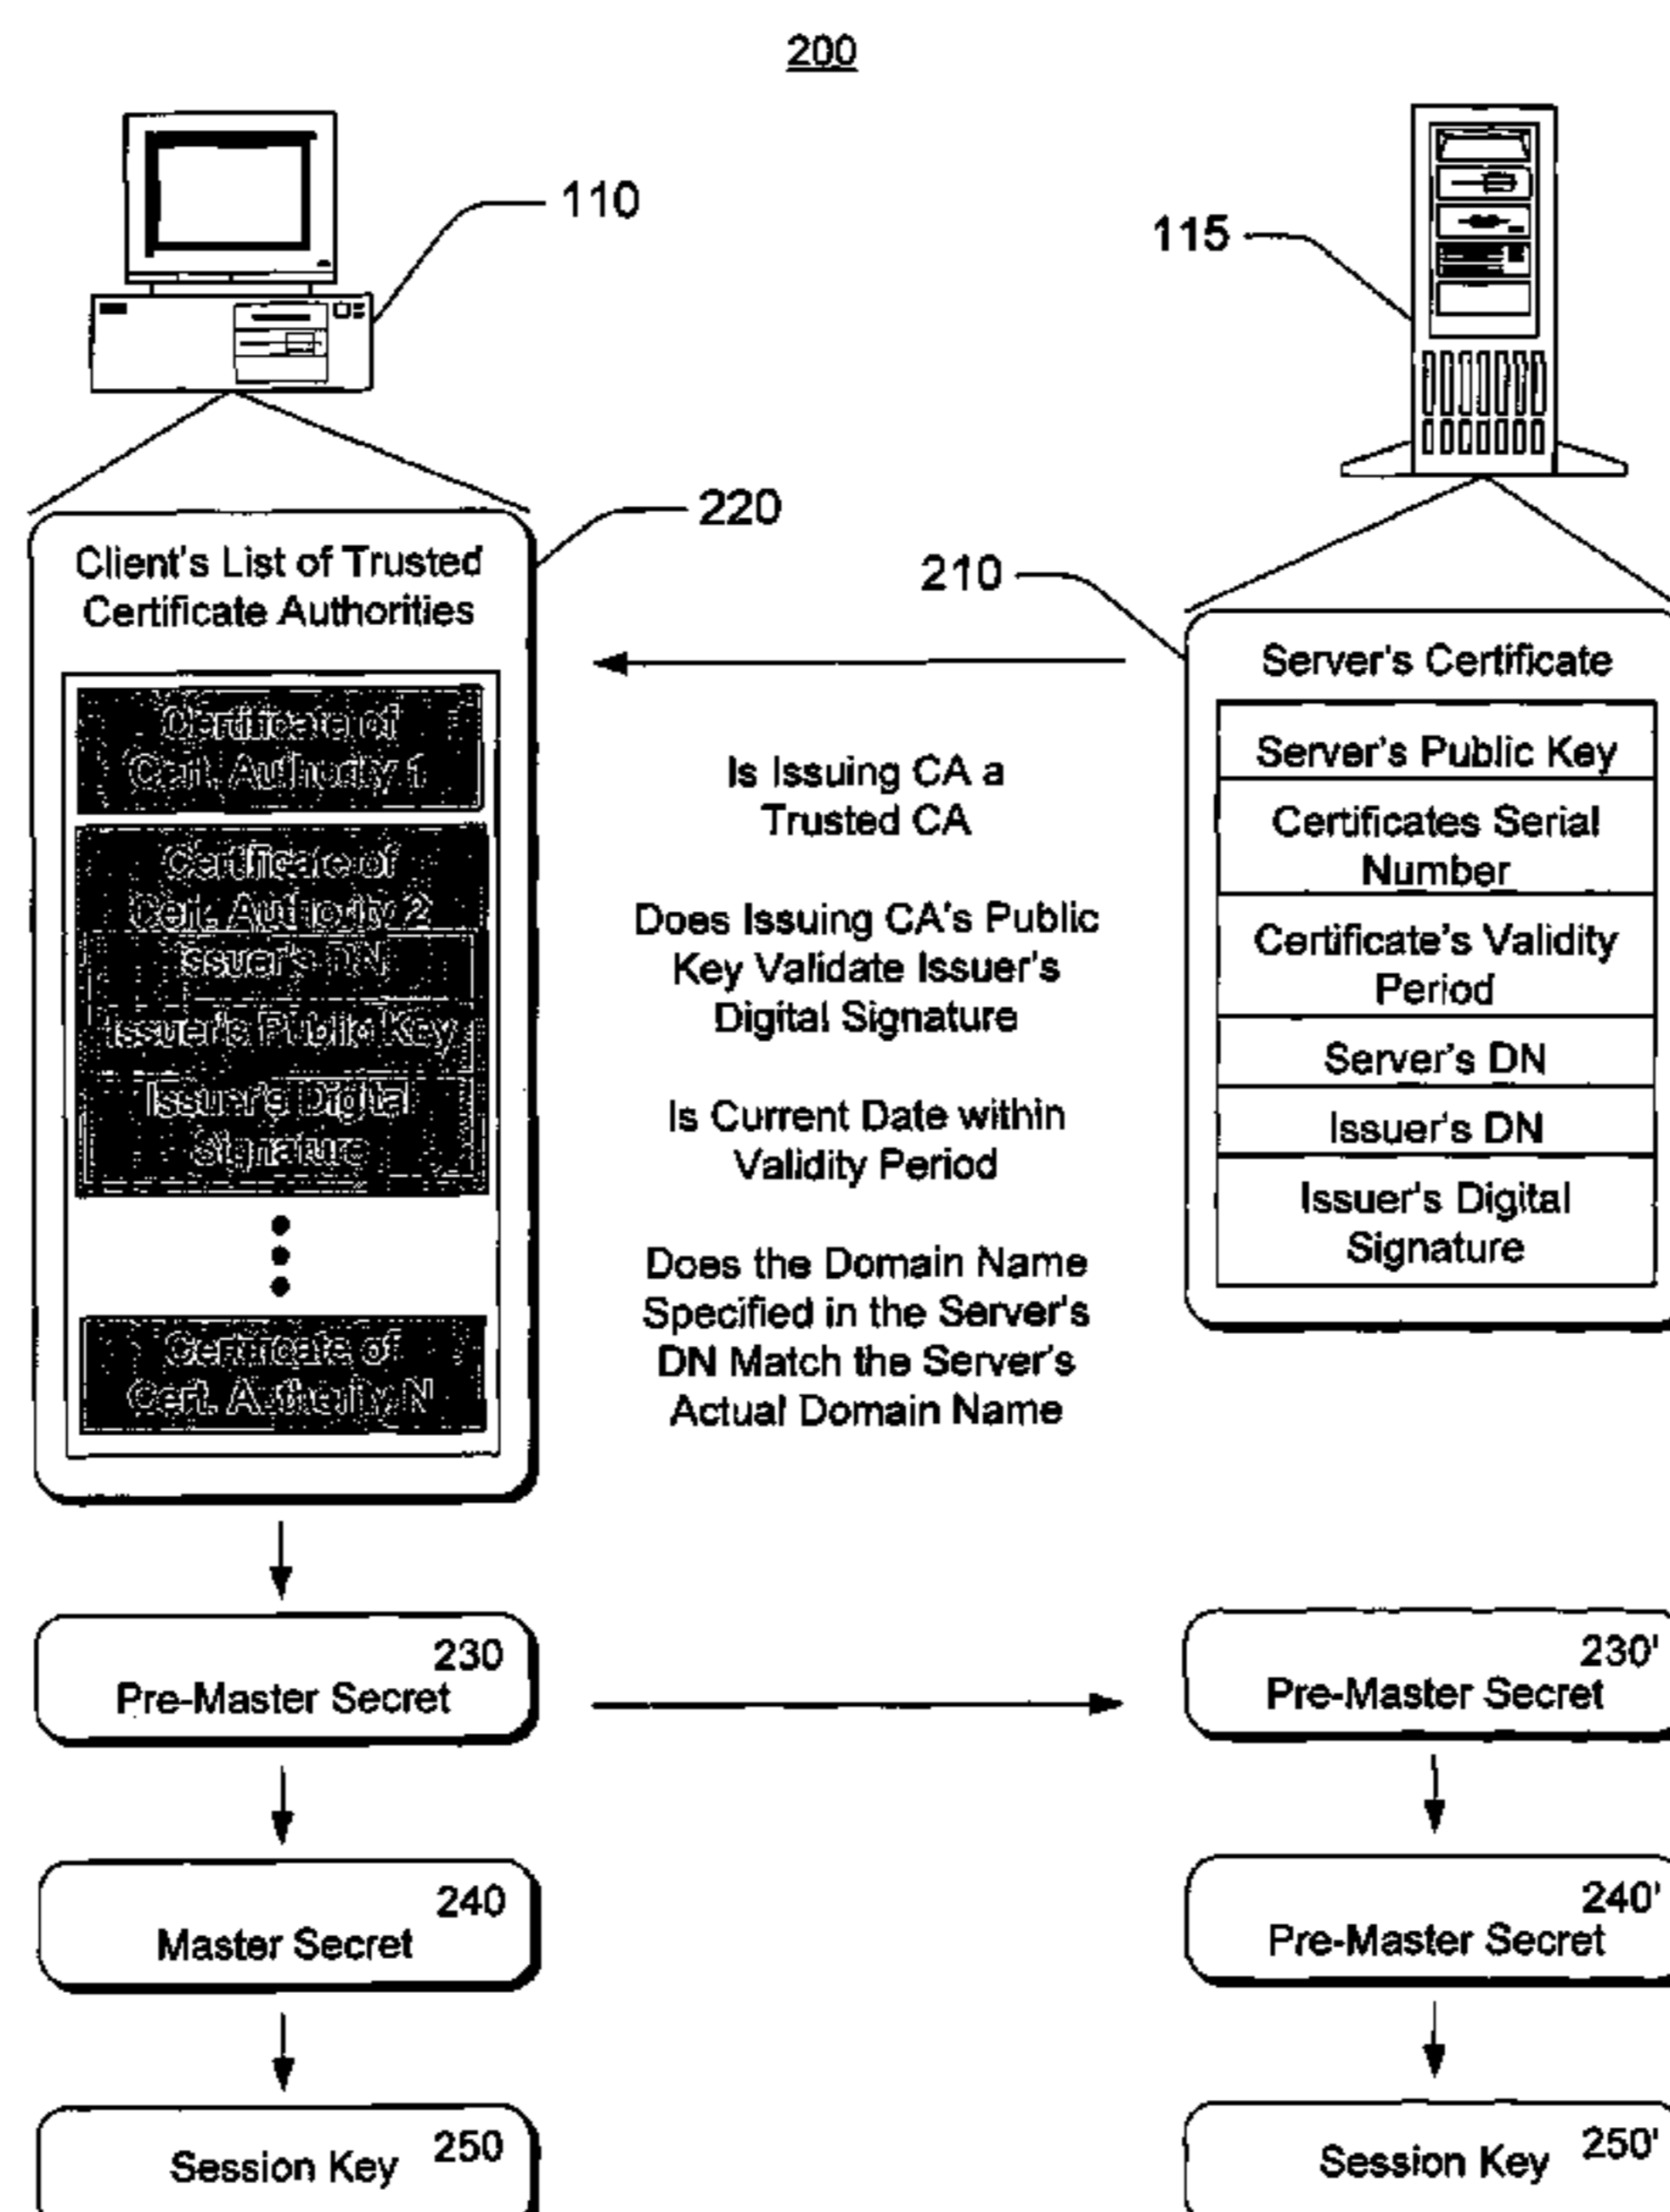 200
110
115
220
Client's List of Trusted
Certificate Authorities
Certificate of
Cert. Authority 1
Certificate of
Cert. Authority 2
Issuer's DN
Issuer's Public Key
Issuer's Digital
Signature
Certificate of
Cert. Authority N
Is Issuing CA a
Trusted CA
Does Issuing CA's Public
Key Validate Issuer's
Digital Signature
Is Current Date within
Validity Period
Does the Domain Name
Specified in the Server's
DN Match the Server's
Actual Domain Name
210
Server's Certificate
Server's Public Key
Certificates Serial
Number
Certificate's Validity
Period
Server's DN
Issuer's DN
Issuer's Digital
Signature
230
Pre-Master Secret
230'
Pre-Master Secret
240
Master Secret
240'
Pre-Master Secret
250
Session Key
250'
Session Key